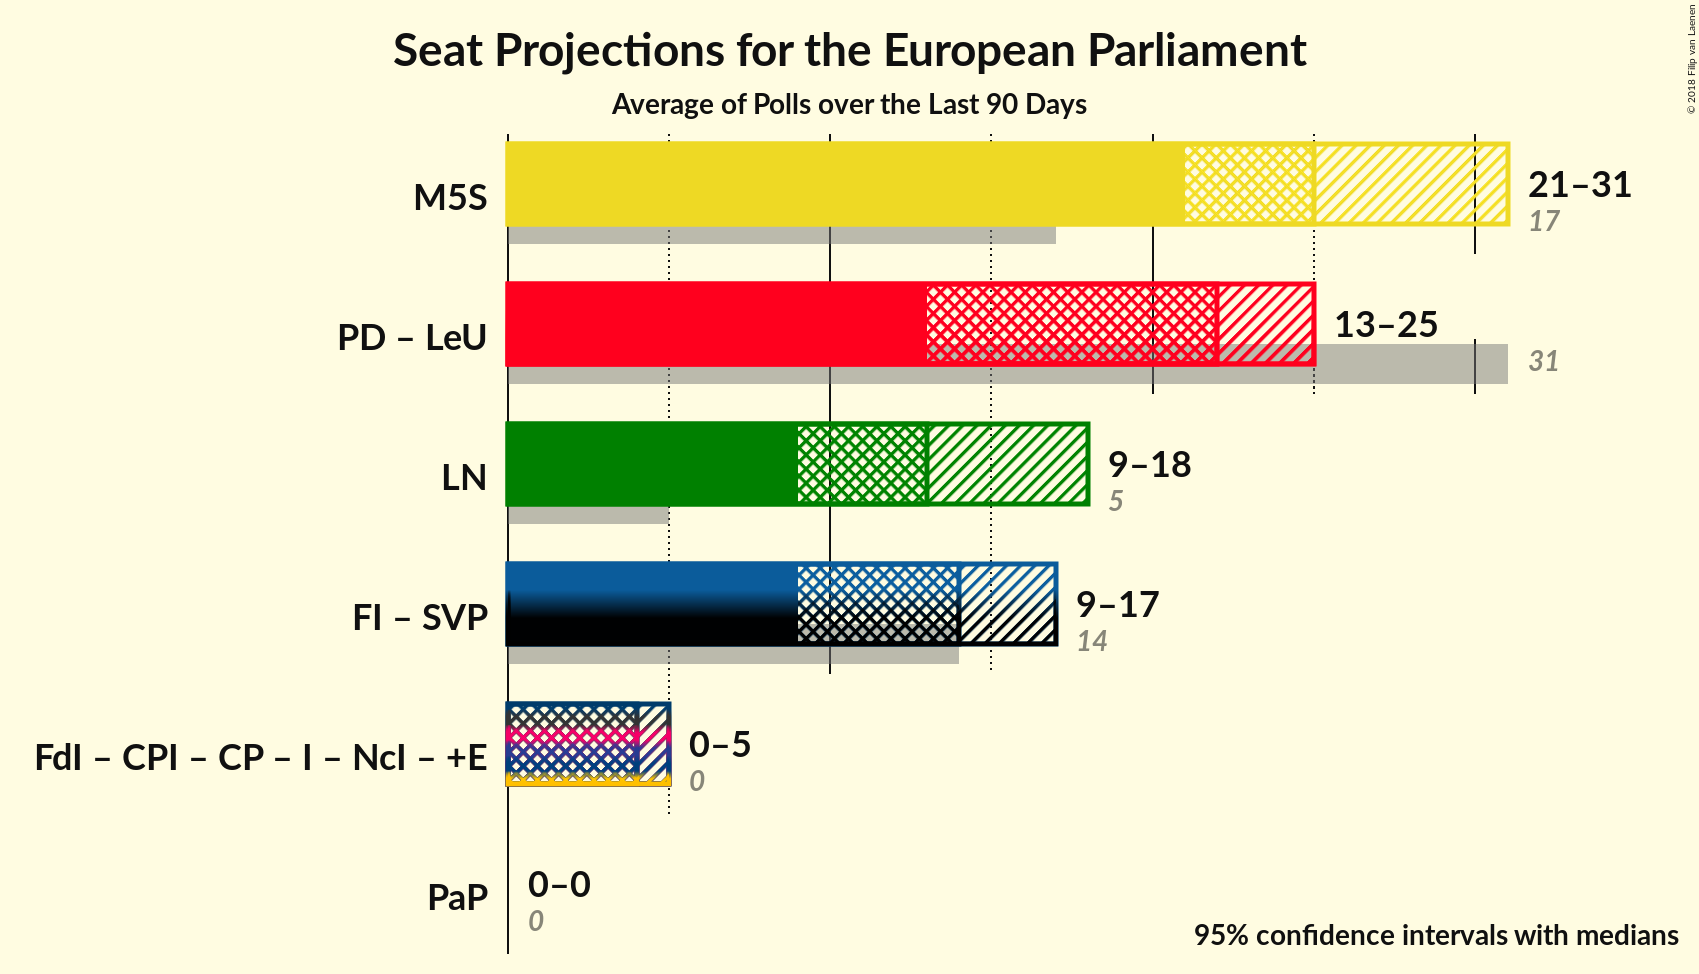 Seat Projections for the European Parliament
Average of Polls over the Last 90 Days
© 2018 Filip van Laenen
M5S
21–31
17
PD – LeU
13–25
31
LN
9–18
5
FI – SVP
9–17
14
FdI – CPI – CP – I – NcI – +E
0–5
0
PaP
0–0
0
95% confidence intervals with medians